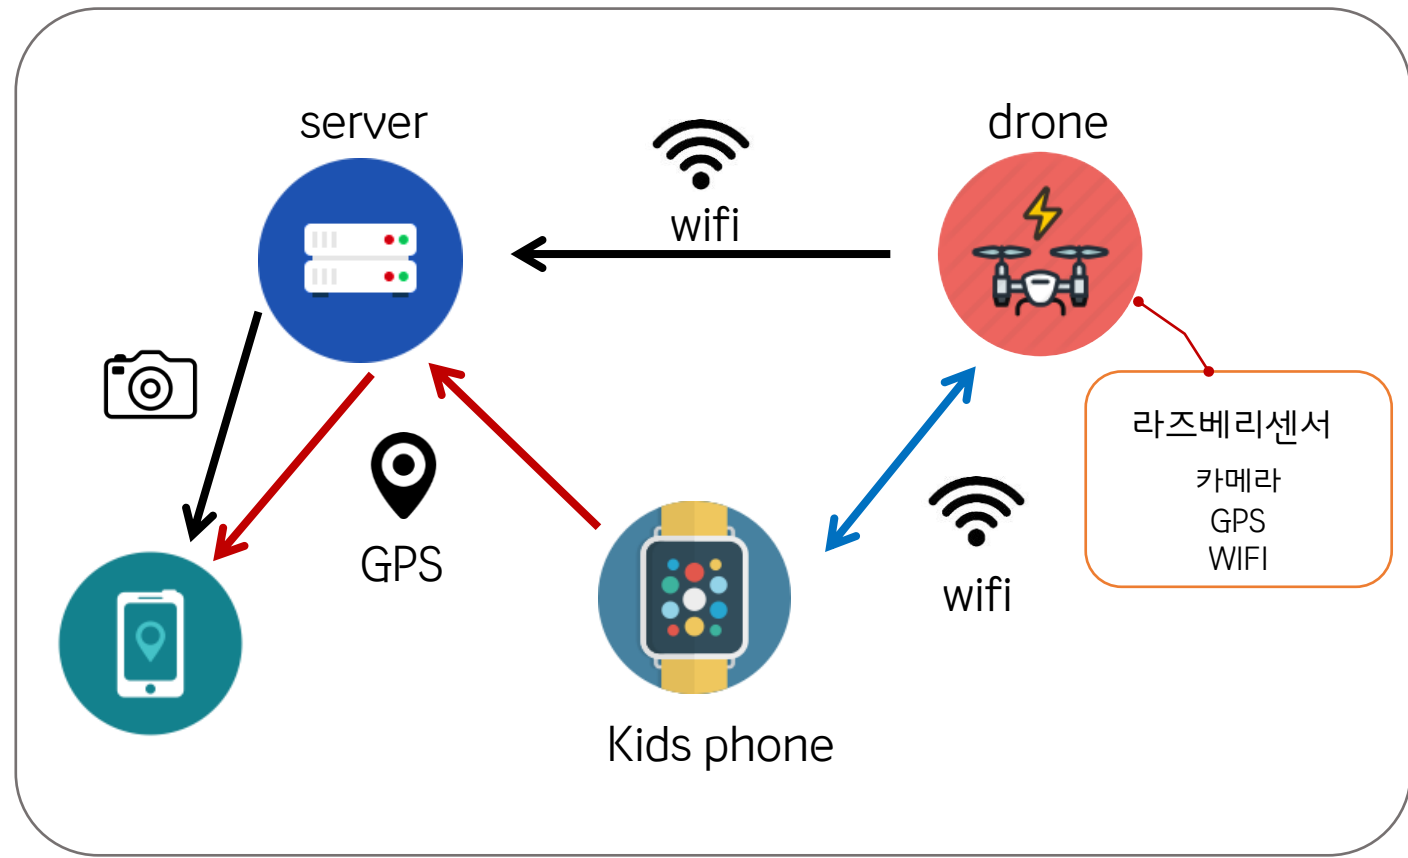 server
drone
wifi
라즈베리센서
카메라
GPS
WIFI
GPS
wifi
Kids phone